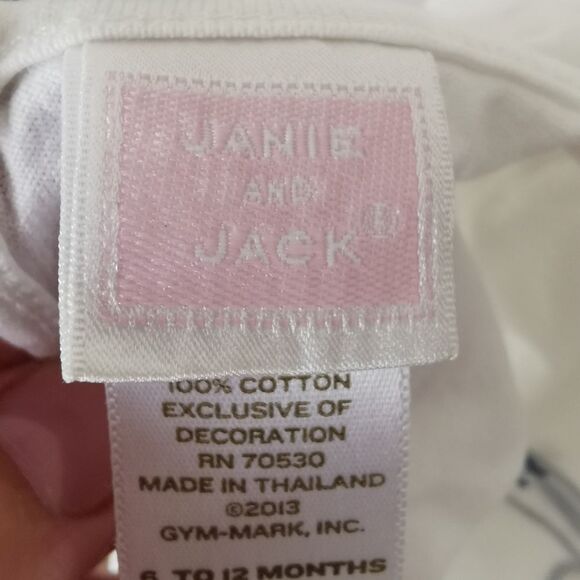 JANIE
AND
JACK®
100% COTTON
EXCLUSIVE OF
DECORATION
RN 70530
MADE IN THAILAND
©2013
GYM-MARK, INC.
6 TO 12 MONTHS